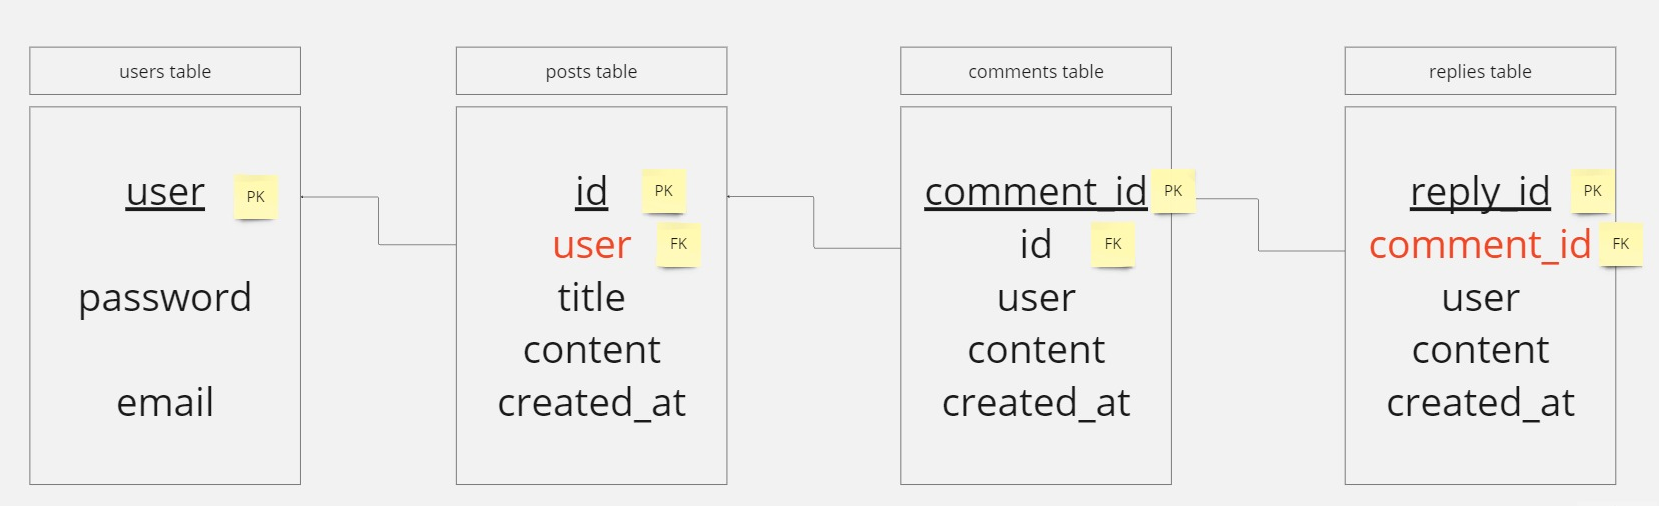 users table
user PK
password
email
posts table
id PK
user FK
title
content
created_at
comments table
comment_id PK
id FK
user
content
created_at
replies table
reply_id PK
comment_id FK
user
content
created_at